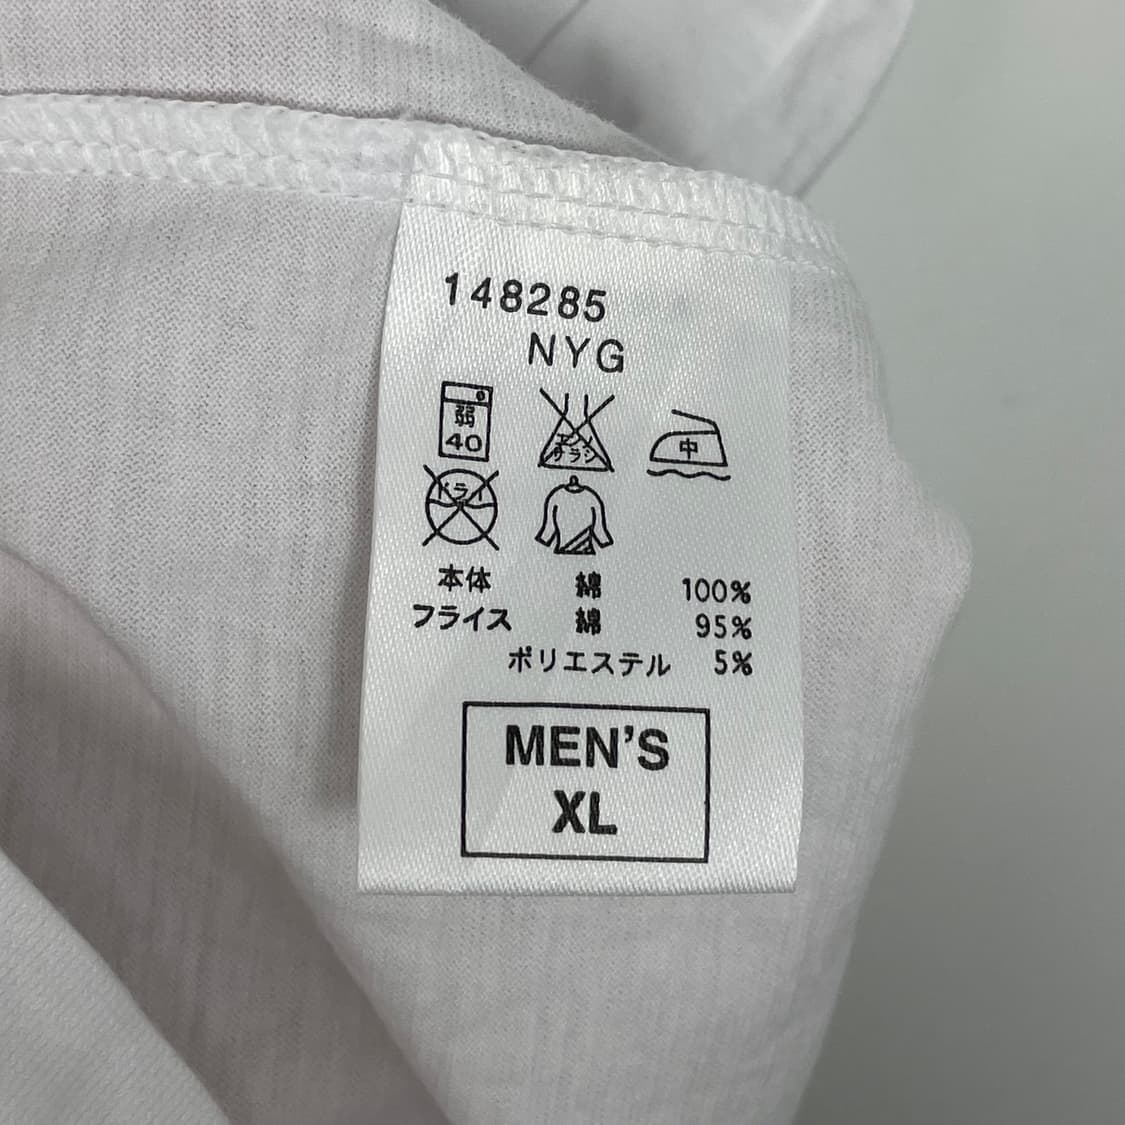 148285
NYG
弱
40
エンソ
サラシ
中
ドライ
本体 綿 100%
フライス 綿 95%
ポリエステル 5%
MEN'S
XL